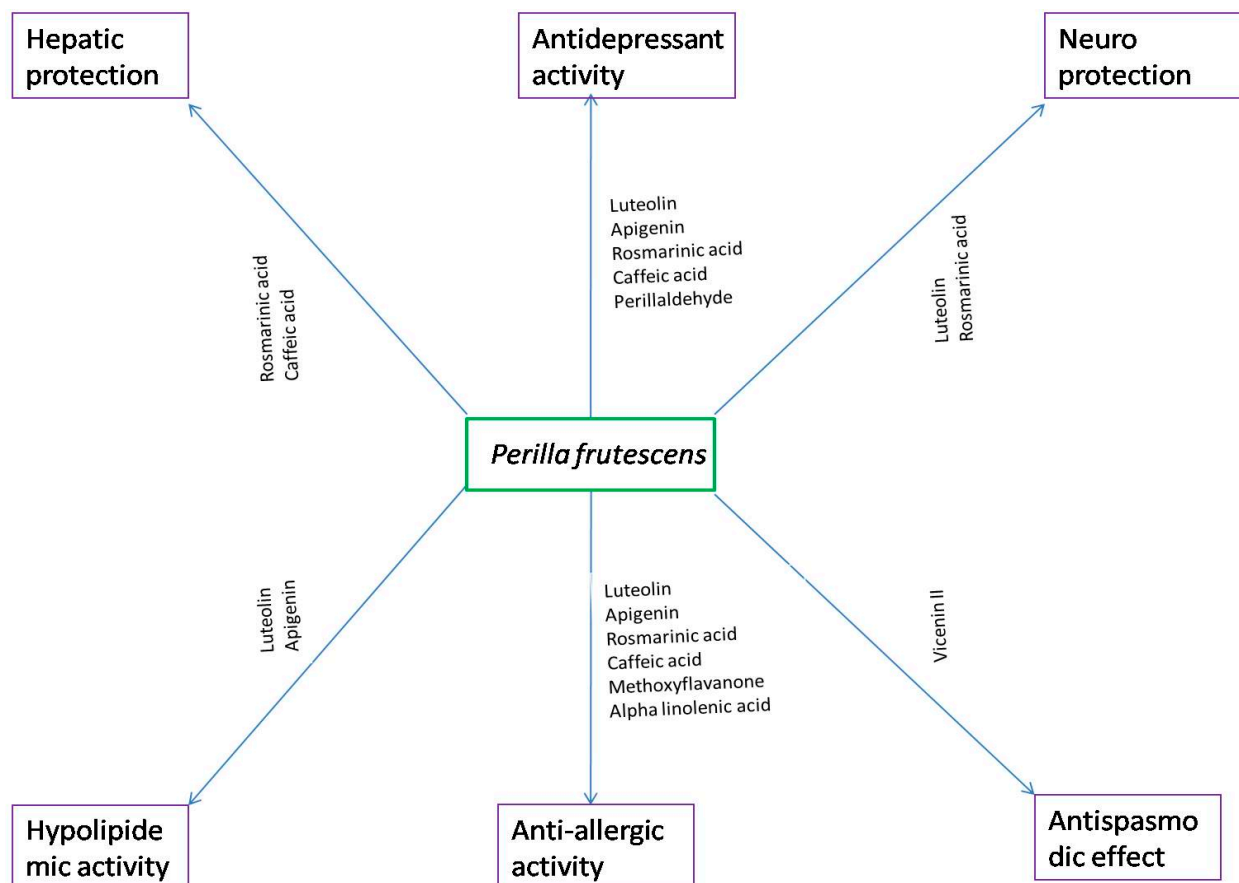 Hepatic
protection
Antidepressant
activity
Neuro
protection
Luteolin
Apigenin
Rosmarinic acid
Caffeic acid
Perillaldehyde
Rosmarinic acid
Caffeic acid
Luteolin
Rosmarinic acid
Perilla frutescens
Luteolin
Apigenin
Luteolin
Apigenin
Rosmarinic acid
Caffeic acid
Methoxyflavanone
Alpha linolenic acid
Vicenin II
Hypolipide
mic activity
Anti-allergic
activity
Antispasmo
dic effect